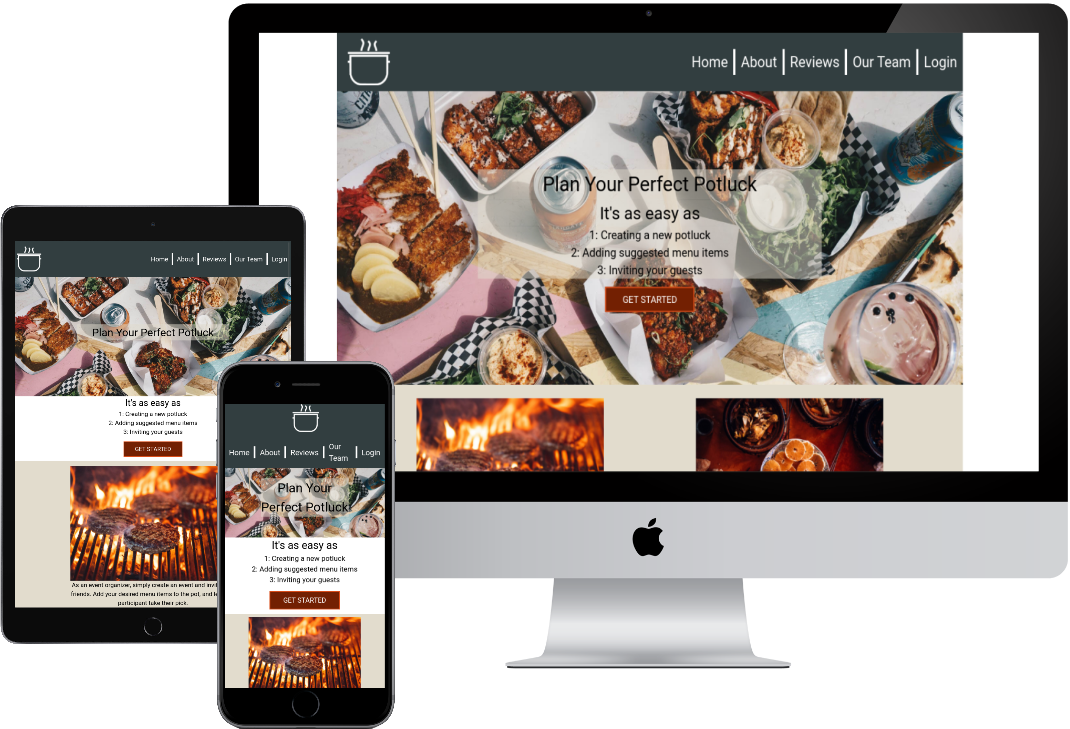 Home About Reviews Our Team Login
Plan Your Perfect Potluck
It's as easy as
1: Creating a new potluck
2: Adding suggested menu items
3: Inviting your guests
GET STARTED
Home About Reviews Our Team Login
Plan Your Perfect Potluck
It's as easy as
1: Creating a new potluck
2: Adding suggested menu items
3: Inviting your guests
GET STARTED
As an event organizer, simply create an event and
friends. Add your desired menu items to the pot, and
participant take their pick.
Home About Reviews Our Team Login
Plan Your
Perfect Potluck!
It's as easy as
1: Creating a new potluck
2: Adding suggested menu items
3: Inviting your guests
GET STARTED